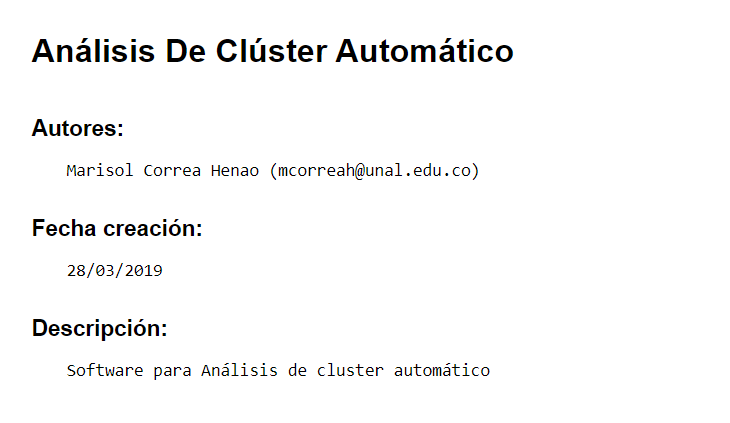 Análisis De Clúster Automático
Autores:
Marisol Correa Henao (mcorreah@unal.edu.co)
Fecha creación:
28/03/2019
Descripción:
Software para Análisis de cluster automático